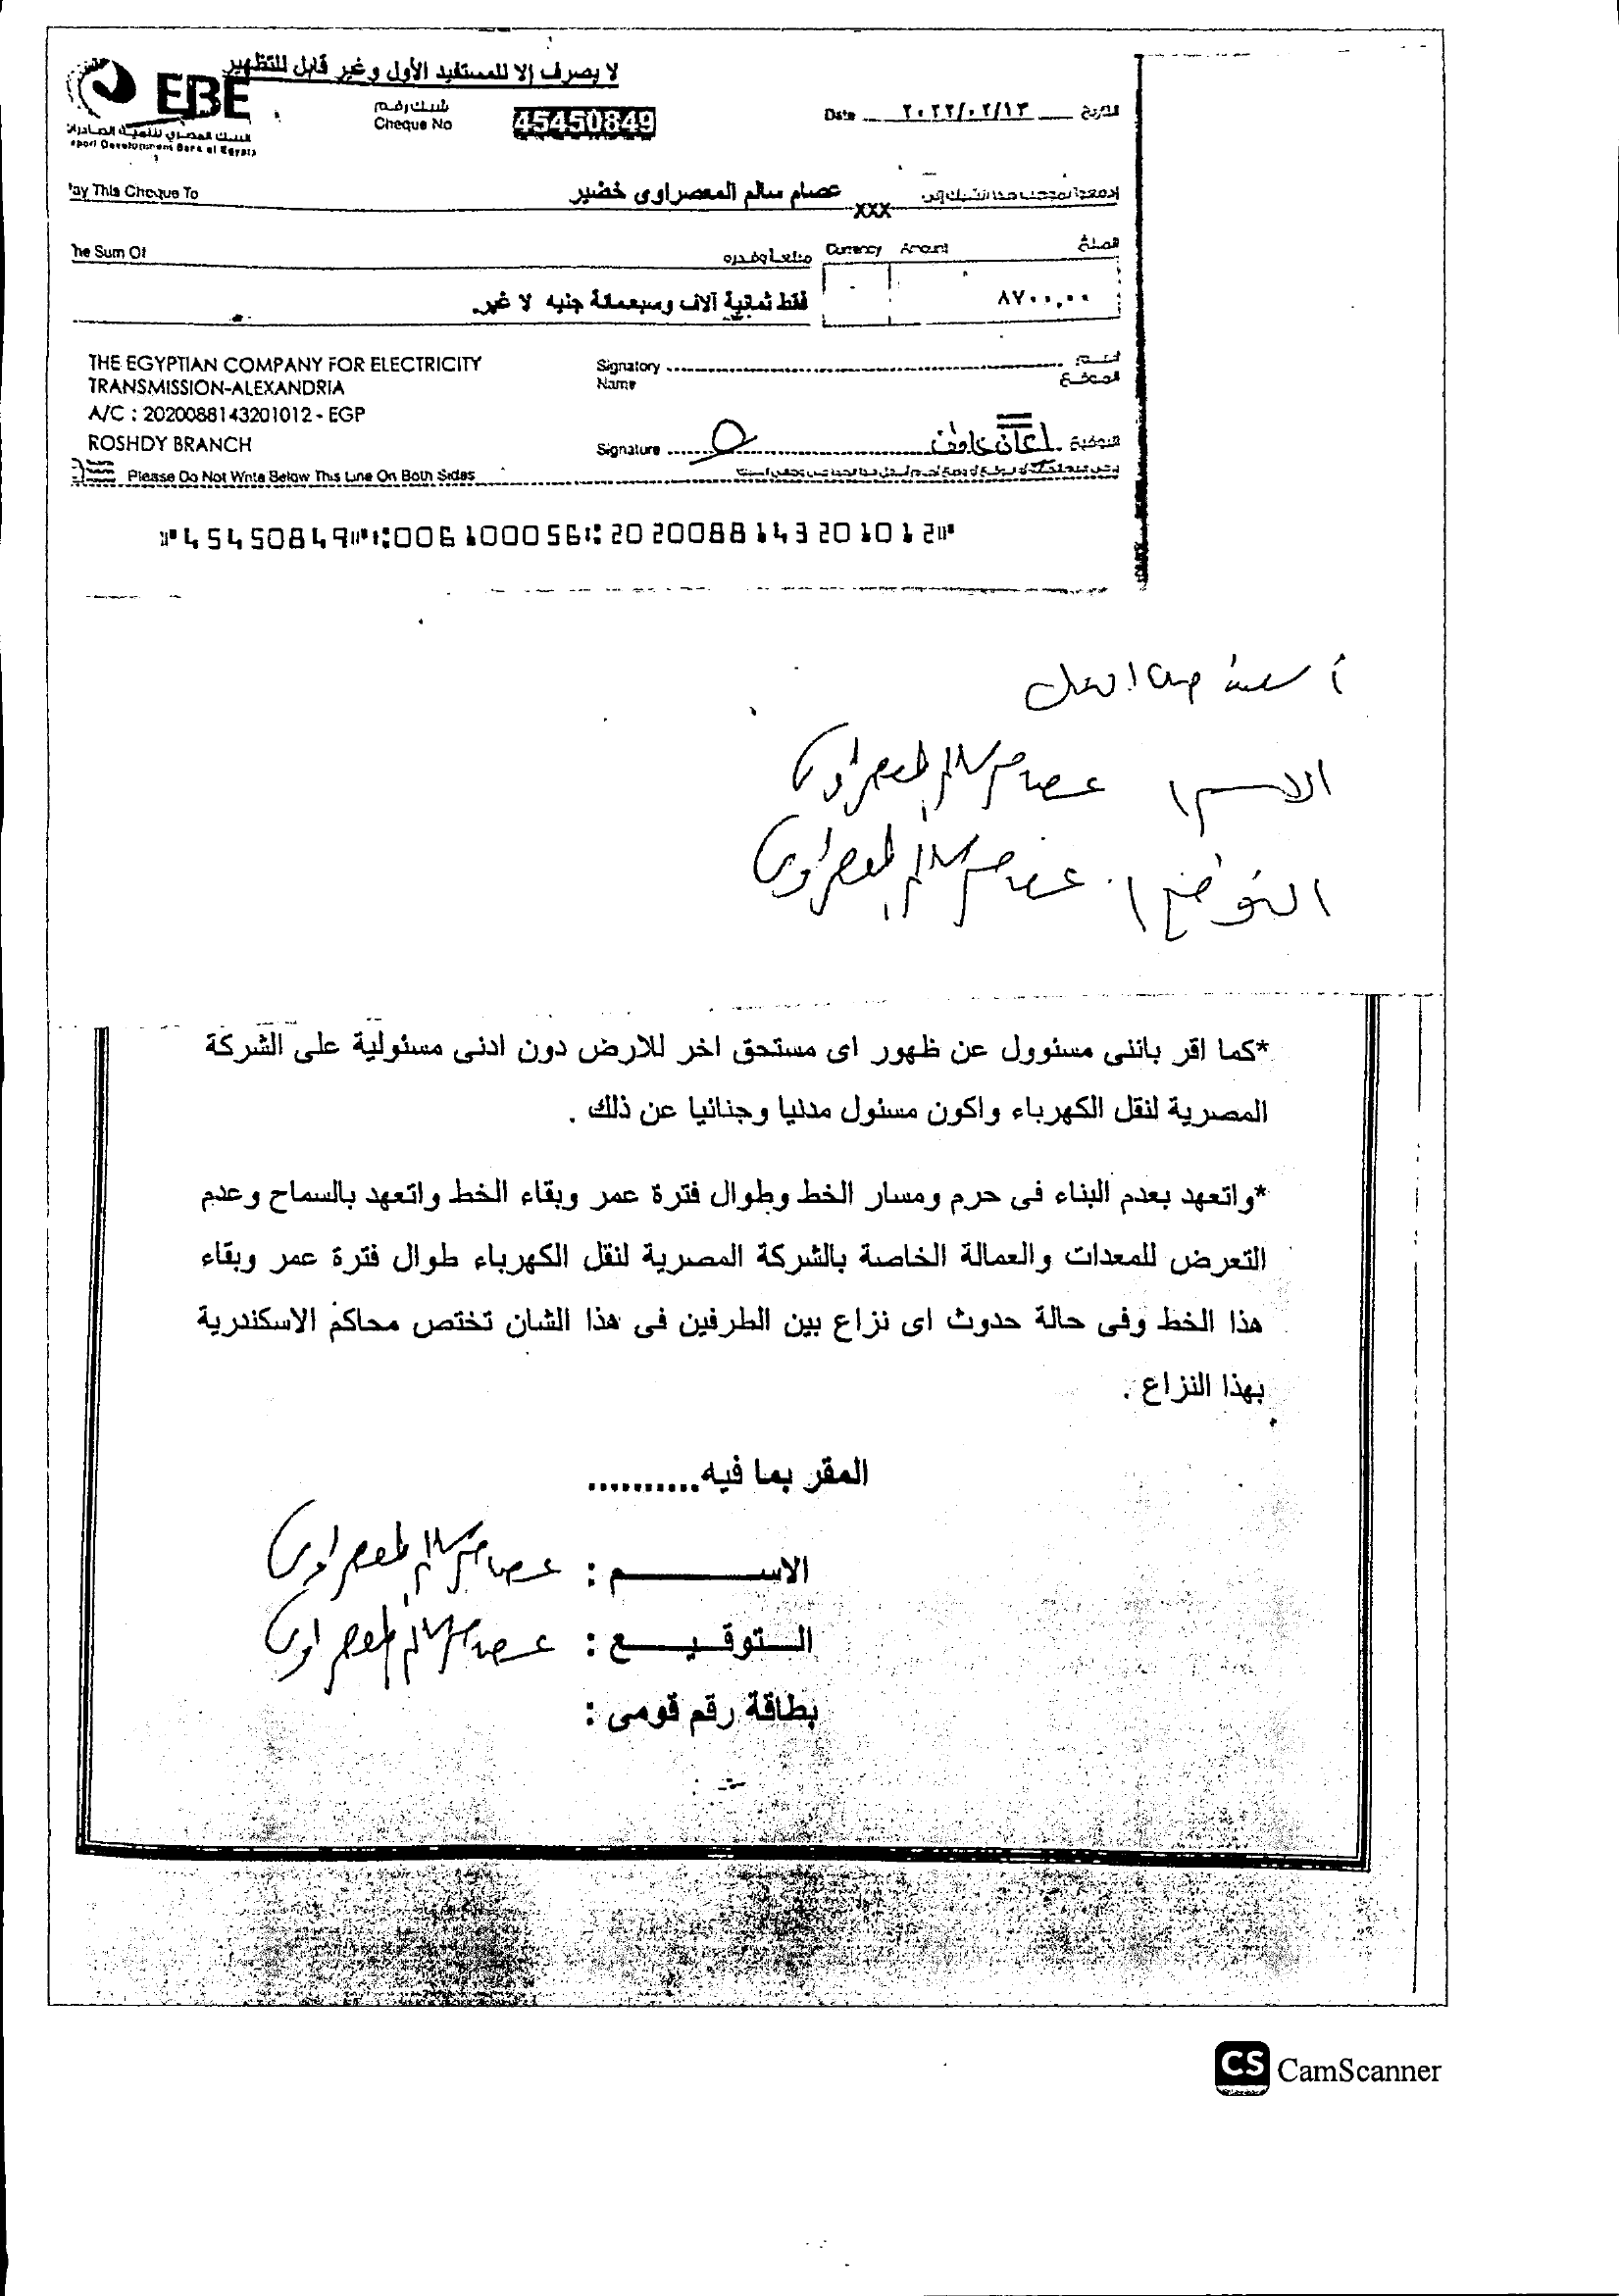 لا يصرف إلا للمستفيد الأول وغير قابل للتظهير
EBE
البنك المصري لتنمية الصادرات
xport Development Bank of Egypt
شيك رقم
Cheque No
45450849
Date ٢٠٢٢/٠٢/١٣ التاريخ
Pay This Cheque To عصام سالم المعصراوى خضير XXX إدفعوا بموجب هذا الشيك إلى
The Sum Of مبلغا وقدره Currency Amount المبلغ
فقط ثمانية آلاف وسبعمائة جنيه لا غير. ٨٧٠٠,٠٠
THE EGYPTIAN COMPANY FOR ELECTRICITY
TRANSMISSION-ALEXANDRIA
A/C : 2020088143201012 - EGP
ROSHDY BRANCH
Signatory Name اسم الموقع
Signature التوقيع
Please Do Not Write Below This Line On Both Sides
⑈45450849⑈⑆006100056⑆2020088143201012⑈
الاسم / عصام سالم المعصراوى
التوقيع / عصام سالم المعصراوى
*كما اقر باننى مسئوول عن ظهور اى مستحق اخر للارض دون ادنى مسئولية على الشركة
المصرية لنقل الكهرباء واكون مسئول مدنيا وجنائيا عن ذلك .
*واتعهد بعدم البناء فى حرم ومسار الخط وطوال فترة عمر وبقاء الخط واتعهد بالسماح وعدم
التعرض للمعدات والعمالة الخاصة بالشركة المصرية لنقل الكهرباء طوال فترة عمر وبقاء
هذا الخط وفى حالة حدوث اى نزاع بين الطرفين فى هذا الشان تختص محاكم الاسكندرية
بهذا النزاع .
المقر بما فيه..........
الاســــــــم : عصام سالم المعصراوى
الـــتوقـيـــــع : عصام سالم المعصراوى
بطاقة رقم قومى :
CS CamScanner